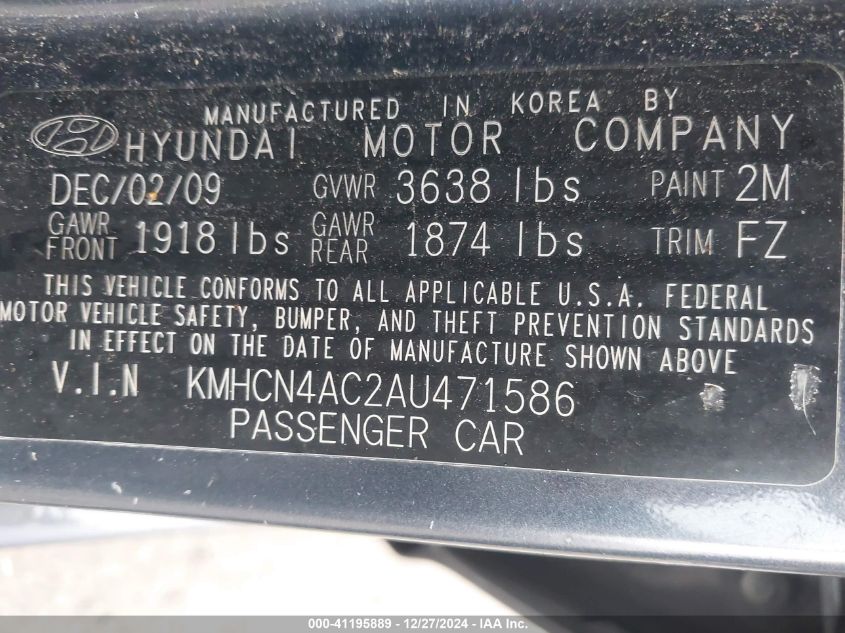 MANUFACTURED IN KOREA BY
HYUNDAI MOTOR COMPANY
DEC/02/09 GVWR 3638 lbs PAINT 2M
GAWR FRONT 1918 lbs GAWR REAR 1874 lbs TRIM FZ
THIS VEHICLE CONFORMS TO ALL APPLICABLE U.S.A. FEDERAL
MOTOR VEHICLE SAFETY, BUMPER, AND THEFT PREVENTION STANDARDS
IN EFFECT ON THE DATE OF MANUFACTURE SHOWN ABOVE
V.I.N KMHCN4AC2AU471586
PASSENGER CAR
000-41195889 - 12/27/2024 - IAA Inc.